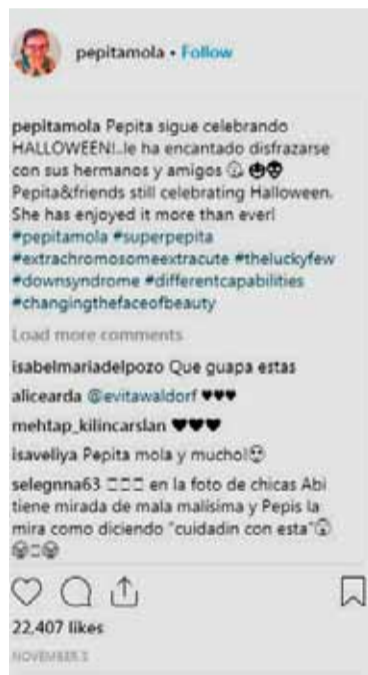 pepitamola • Follow
pepitamola Pepita sigue celebrando
HALLOWEEN!..le ha encantado disfrazarse
con sus hermanos y amigos
Pepita&friends still celebrating Halloween.
She has enjoyed it more than ever!
#pepitamola #superpepita
#extrachromosomeextracute #theluckyfew
#downsyndrome #differentcapabilities
#changingthefaceofbeauty
Load more comments
isabelmariadelpozo Que guapa estas
alicearda @evitawaldorf ♥♥♥
mehtap_kilincarslan ♥♥♥
isaveliya Pepita mola y mucho!
selegnna63 □□□ en la foto de chicas Abi
tiene mirada de mala malísima y Pepis la
mira como diciendo "cuidadin con esta"
22,407 likes
NOVEMBER